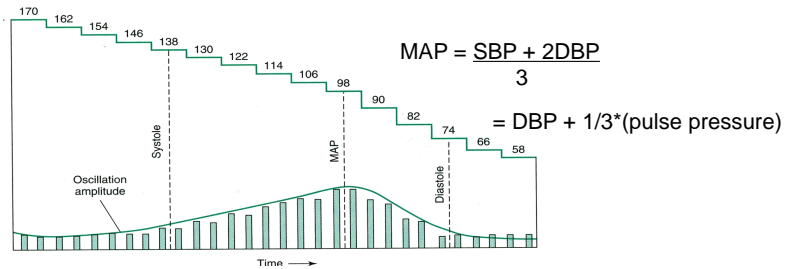 170
162
154
146
138
130
122
114
106
98
90
82
74
66
58
MAP = SBP + 2DBP
3
= DBP + 1/3*(pulse pressure)
Systole
MAP
Diastole
Oscillation
amplitude
Time